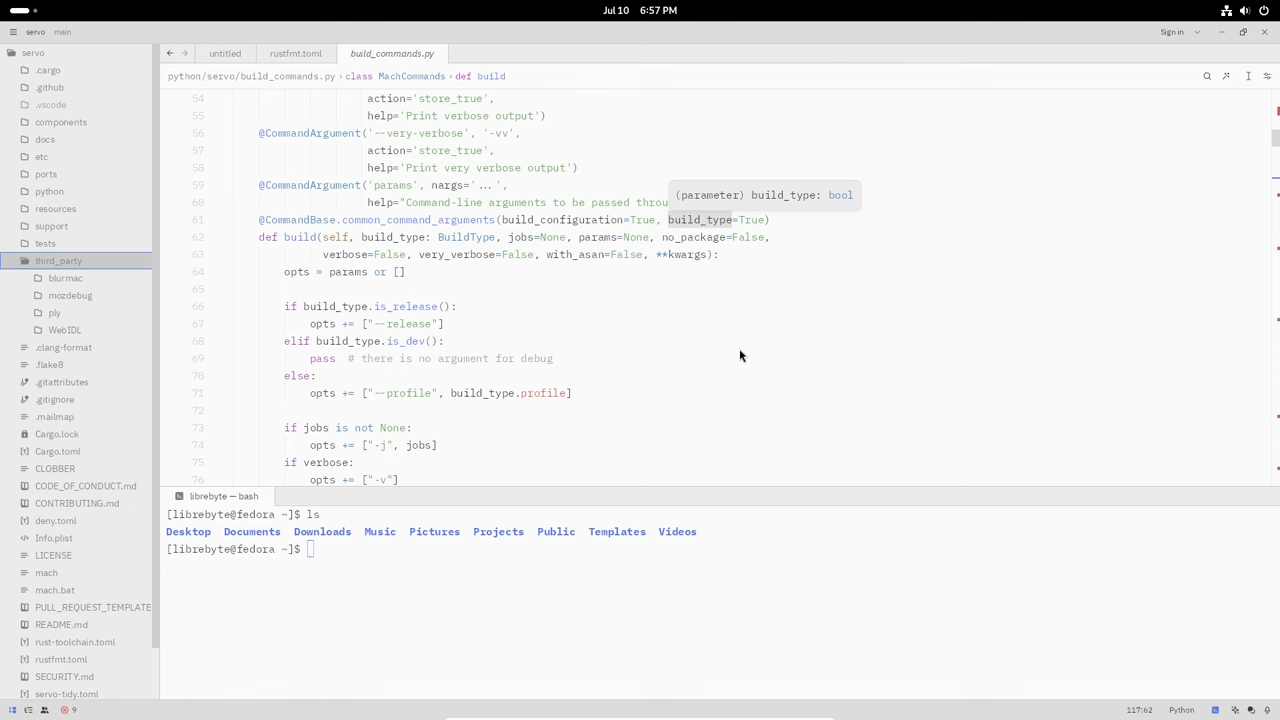 Jul 10 6:57 PM
servo main
Sign in
servo
.cargo
.github
.vscode
components
docs
etc
ports
python
resources
support
tests
third_party
blurmac
mozdebug
ply
WebIDL
.clang-format
.flake8
.gitattributes
.gitignore
.mailmap
Cargo.lock
Cargo.toml
CLOBBER
CODE_OF_CONDUCT.md
CONTRIBUTING.md
deny.toml
Info.plist
LICENSE
mach
mach.bat
PULL_REQUEST_TEMPLATE
README.md
rust-toolchain.toml
rustfmt.toml
SECURITY.md
servo-tidy.toml
untitled rustfmt.toml build_commands.py
python/servo/build_commands.py › class MachCommands › def build
54 action='store_true',
55 help='Print verbose output')
56 @CommandArgument('--very-verbose', '-vv',
57 action='store_true',
58 help='Print very verbose output')
59 @CommandArgument('params', nargs='...',
(parameter) build_type: bool
60 help="Command-line arguments to be passed throu
61 @CommandBase.common_command_arguments(build_configuration=True, build_type=True)
62 def build(self, build_type: BuildType, jobs=None, params=None, no_package=False,
63 verbose=False, very_verbose=False, with_asan=False, **kwargs):
64 opts = params or []
65
66 if build_type.is_release():
67 opts += ["--release"]
68 elif build_type.is_dev():
69 pass # there is no argument for debug
70 else:
71 opts += ["--profile", build_type.profile]
72
73 if jobs is not None:
74 opts += ["-j", jobs]
75 if verbose:
76 opts += ["-v"]
librebyte — bash
[librebyte@fedora ~]$ ls
Desktop Documents Downloads Music Pictures Projects Public Templates Videos
[librebyte@fedora ~]$
9
117:62 Python